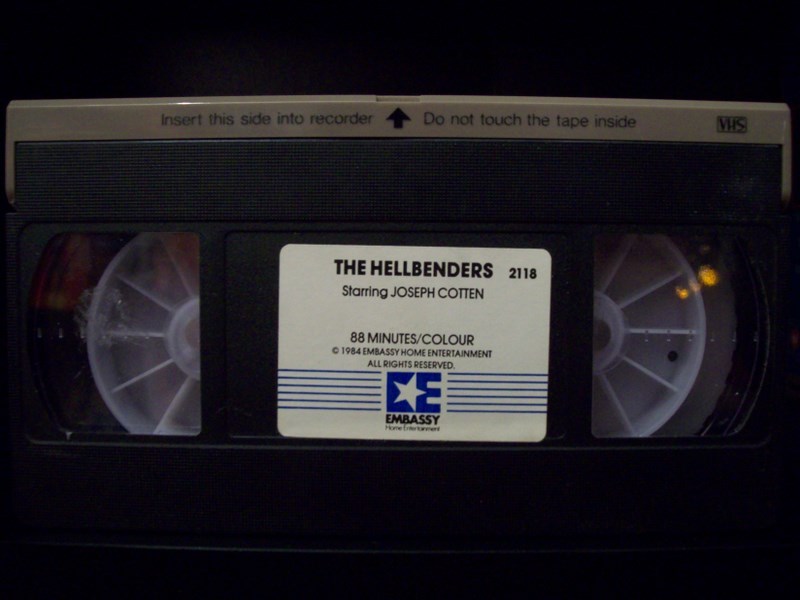 Insert this side into recorder Do not touch the tape inside VHS
THE HELLBENDERS 2118
Starring JOSEPH COTTEN
88 MINUTES/COLOUR
© 1984 EMBASSY HOME ENTERTAINMENT
ALL RIGHTS RESERVED.
E
EMBASSY
Home Entertainment